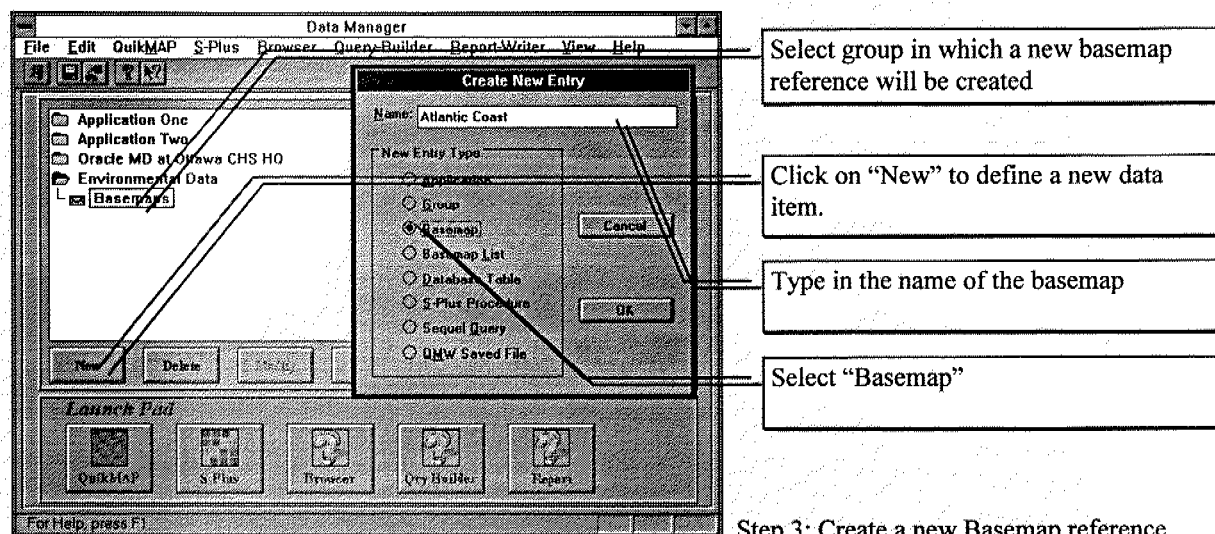 Data Manager
File Edit QuikMAP S-Plus Browser Query-Builder Report-Writer View Help
Application One
Application Two
Oracle MD at Ottawa CHS HQ
Environmental Data
Basemaps
New Delete
Create New Entry
Name: Atlantic Coast
New Entry Type
Application
Group
Basemap
Basemap List
Database Table
S-Plus Procedure
Sequel Query
QMW Saved File
Cancel
OK
Launch Pad
QuikMAP S-Plus Browser Qry Builder Report
For Help, press F1
Select group in which a new basemap
reference will be created
Click on “New” to define a new data
item.
Type in the name of the basemap
Select “Basemap”
Step 3: Create a new Basemap reference